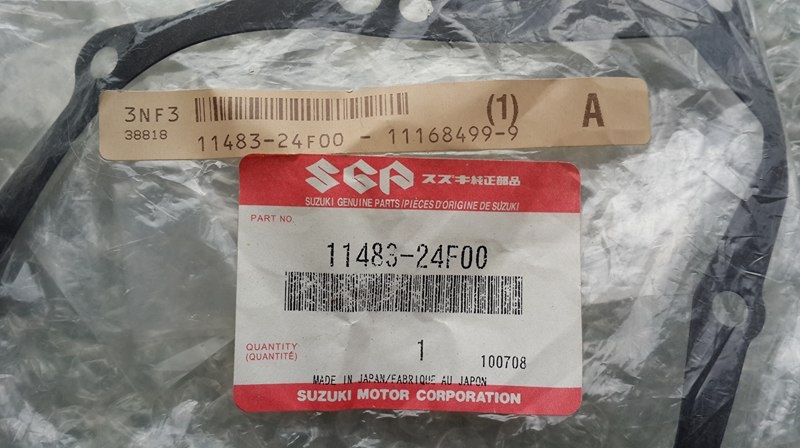 3NF3
38818
(1)
A
11483-24F00 - 11168499-9
SGP スズキ純正部品
SUZUKI GENUINE PARTS/PIÈCES D'ORIGINE DE SUZUKI
PART NO.
11483-24F00
QUANTITY
(QUANTITÉ)
1
100708
MADE IN JAPAN/FABRIQUE AU JAPON
SUZUKI MOTOR CORPORATION